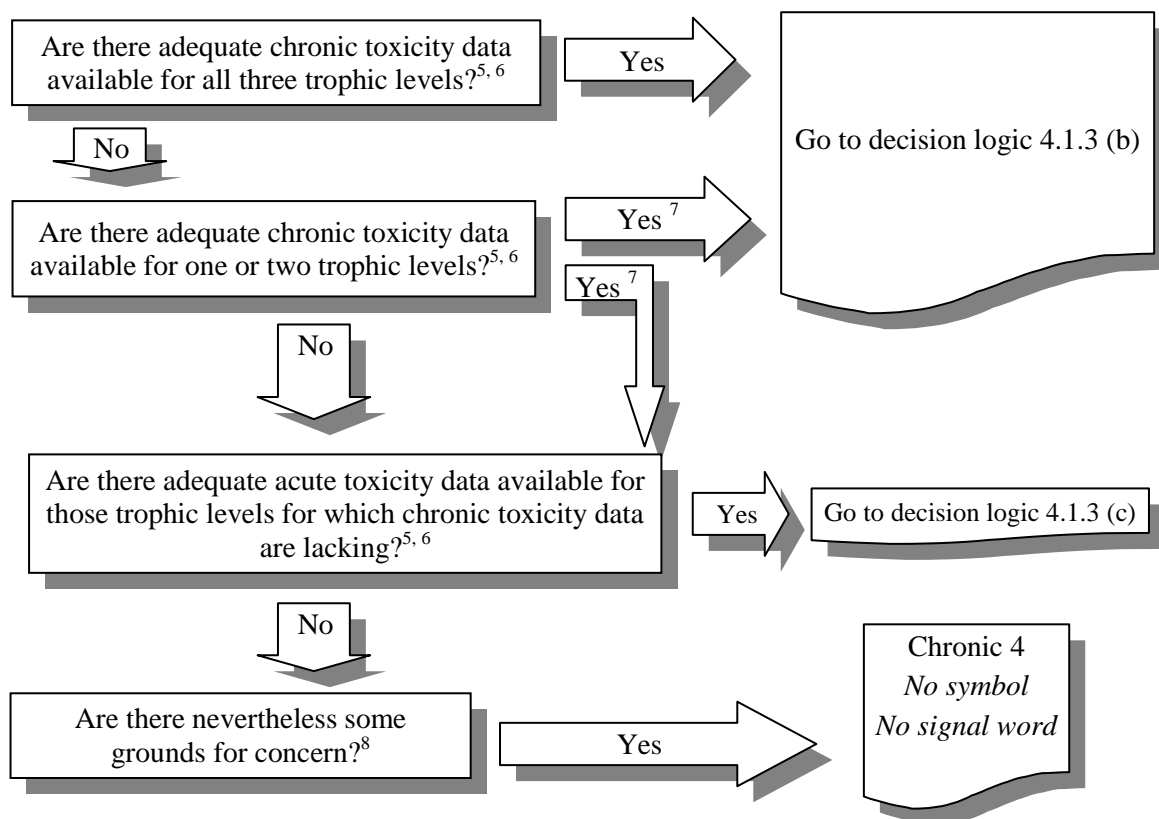 Are there adequate chronic toxicity data
available for all three trophic levels?5, 6
Yes
Go to decision logic 4.1.3 (b)
No
Are there adequate chronic toxicity data
available for one or two trophic levels?5, 6
Yes 7
Yes 7
No
Are there adequate acute toxicity data available for
those trophic levels for which chronic toxicity data
are lacking?5, 6
Yes
Go to decision logic 4.1.3 (c)
No
Are there nevertheless some
grounds for concern?8
Yes
Chronic 4
No symbol
No signal word